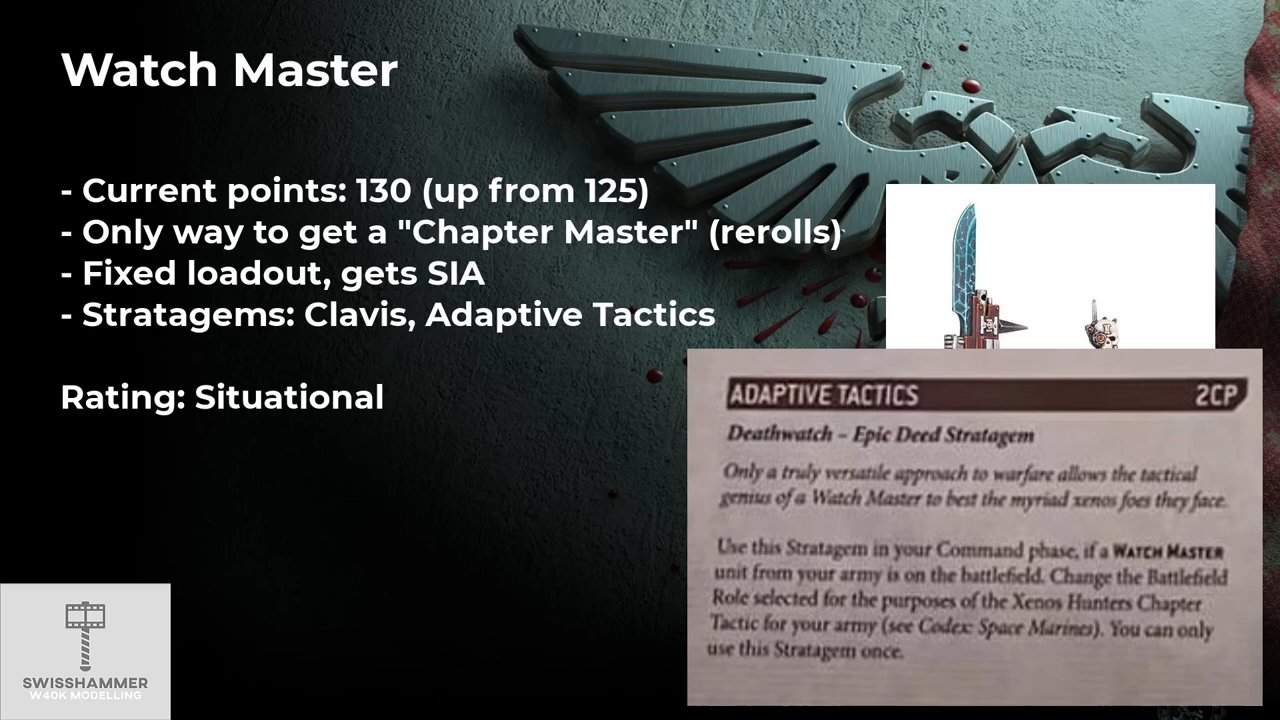 Watch Master
- Current points: 130 (up from 125)
- Only way to get a "Chapter Master" (rerolls)
- Fixed loadout, gets SIA
- Stratagems: Clavis, Adaptive Tactics
Rating: Situational
ADAPTIVE TACTICS 2CP
Deathwatch – Epic Deed Stratagem
Only a truly versatile approach to warfare allows the tactical
genius of a Watch Master to best the myriad xenos foes they face.
Use this Stratagem in your Command phase, if a WATCH MASTER
unit from your army is on the battlefield. Change the Battlefield
Role selected for the purposes of the Xenos Hunters Chapter
Tactic for your army (see Codex: Space Marines). You can only
use this Stratagem once.
SWISSHAMMER
W40K MODELLING